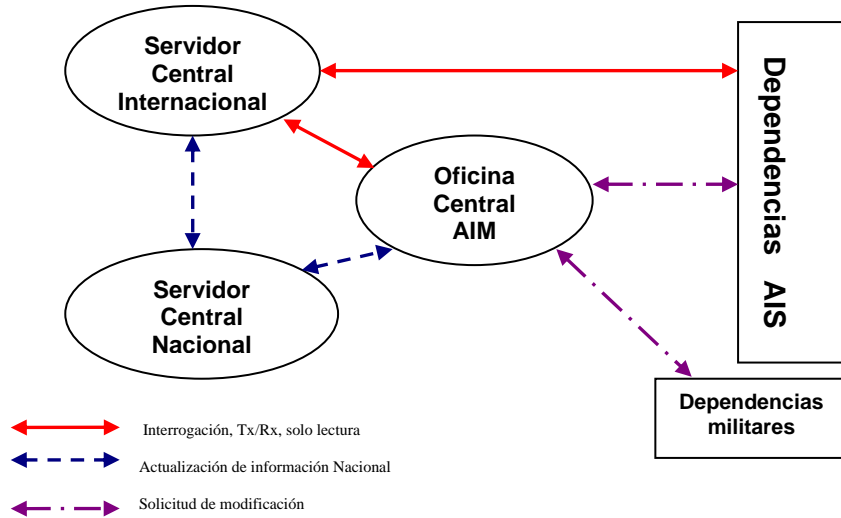 Servidor
Central
Internacional
Dependencias AIS
Oficina
Central
AIM
Servidor
Central
Nacional
Dependencias
militares
Interrogación, Tx/Rx, solo lectura
Actualización de información Nacional
Solicitud de modificación